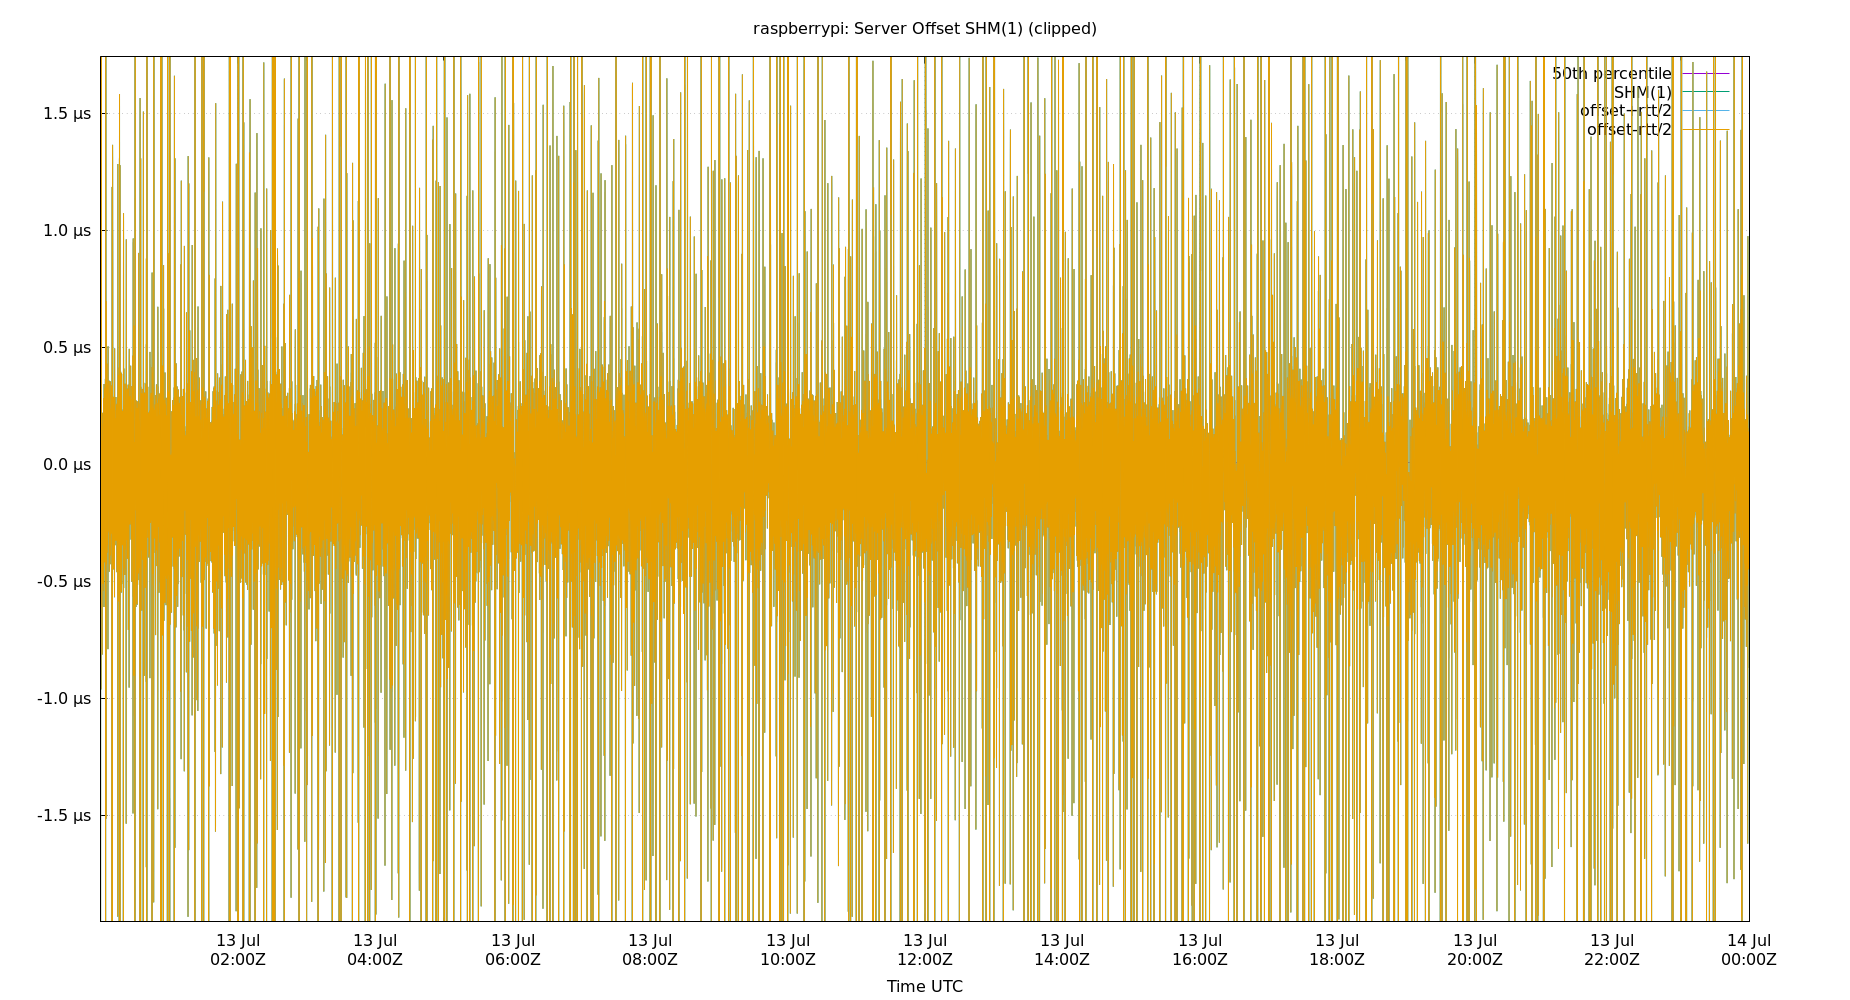 raspberrypi: Server Offset SHM(1) (clipped)
50th percentile
SHM(1)
offset--rtt/2
offset-rtt/2
1.5 µs
1.0 µs
0.5 µs
0.0 µs
-0.5 µs
-1.0 µs
-1.5 µs
13 Jul 13 Jul 13 Jul 13 Jul 13 Jul 13 Jul 13 Jul 13 Jul 13 Jul 13 Jul 13 Jul 14 Jul
02:00Z 04:00Z 06:00Z 08:00Z 10:00Z 12:00Z 14:00Z 16:00Z 18:00Z 20:00Z 22:00Z 00:00Z
Time UTC